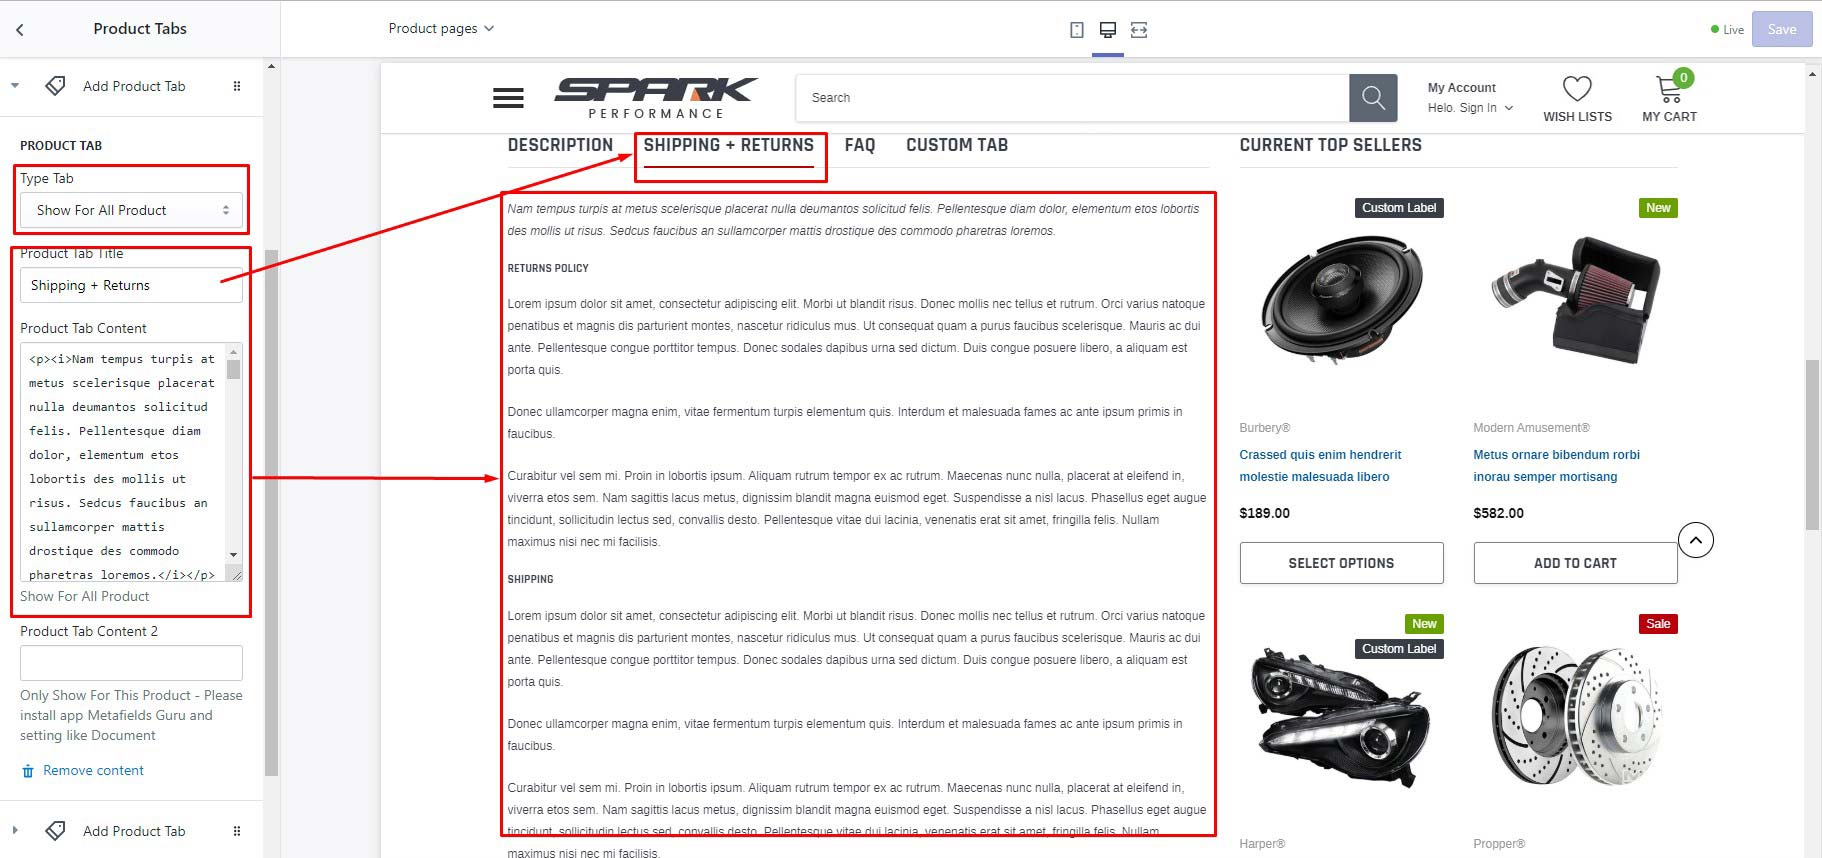 Product Tabs
Product pages
Live
Save
Add Product Tab
PRODUCT TAB
Type Tab
Show For All Product
Product Tab Title
Shipping + Returns
Product Tab Content
<p><i>Nam tempus turpis at
metus scelerisque placerat
nulla deumantos solicitud
felis. Pellentesque diam
dolor, elementum etos
lobortis des mollis ut
risus. Sedcus faucibus an
sullamcorper mattis
drostique des commodo
pharetras loremos.</i></p>
Show For All Product
Product Tab Content 2
Only Show For This Product - Please
install app Metafields Guru and
setting like Document
Remove content
Add Product Tab
SPARK
PERFORMANCE
Search
My Account
Helo. Sign In
WISH LISTS
0
MY CART
DESCRIPTION
SHIPPING + RETURNS
FAQ
CUSTOM TAB
Nam tempus turpis at metus scelerisque placerat nulla deumantos solicitud felis. Pellentesque diam dolor, elementum etos lobortis
des mollis ut risus. Sedcus faucibus an sullamcorper mattis drostique des commodo pharetras loremos.
RETURNS POLICY
Lorem ipsum dolor sit amet, consectetur adipiscing elit. Morbi ut blandit risus. Donec mollis nec tellus et rutrum. Orci varius natoque
penatibus et magnis dis parturient montes, nascetur ridiculus mus. Ut consequat quam a purus faucibus scelerisque. Mauris ac dui
ante. Pellentesque congue porttitor tempus. Donec sodales dapibus urna sed dictum. Duis congue posuere libero, a aliquam est
porta quis.
Donec ullamcorper magna enim, vitae fermentum turpis elementum quis. Interdum et malesuada fames ac ante ipsum primis in
faucibus.
Curabitur vel sem mi. Proin in lobortis ipsum. Aliquam rutrum tempor ex ac rutrum. Maecenas nunc nulla, placerat at eleifend in,
viverra etos sem. Nam sagittis lacus metus, dignissim blandit magna euismod eget. Suspendisse a nisl lacus. Phasellus eget augue
tincidunt, sollicitudin lectus sed, convallis desto. Pellentesque vitae dui lacinia, venenatis erat sit amet, fringilla felis. Nullam
maximus nisi nec mi facilisis.
SHIPPING
Lorem ipsum dolor sit amet, consectetur adipiscing elit. Morbi ut blandit risus. Donec mollis nec tellus et rutrum. Orci varius natoque
penatibus et magnis dis parturient montes, nascetur ridiculus mus. Ut consequat quam a purus faucibus scelerisque. Mauris ac dui
ante. Pellentesque congue porttitor tempus. Donec sodales dapibus urna sed dictum. Duis congue posuere libero, a aliquam est
porta quis.
Donec ullamcorper magna enim, vitae fermentum turpis elementum quis. Interdum et malesuada fames ac ante ipsum primis in
faucibus.
Curabitur vel sem mi. Proin in lobortis ipsum. Aliquam rutrum tempor ex ac rutrum. Maecenas nunc nulla, placerat at eleifend in,
viverra etos sem. Nam sagittis lacus metus, dignissim blandit magna euismod eget. Suspendisse a nisl lacus. Phasellus eget augue
tincidunt, sollicitudin lectus sed, convallis desto. Pellentesque vitae dui lacinia, venenatis erat sit amet, fringilla felis. Nullam
maximus nisi nec mi facilisis.
CURRENT TOP SELLERS
Custom Label
Burbery®
Crassed quis enim hendrerit
molestie malesuada libero
$189.00
SELECT OPTIONS
New
Modern Amusement®
Metus ornare bibendum rorbi
inorau semper mortisang
$582.00
ADD TO CART
New
Custom Label
Harper®
Sale
Propper®